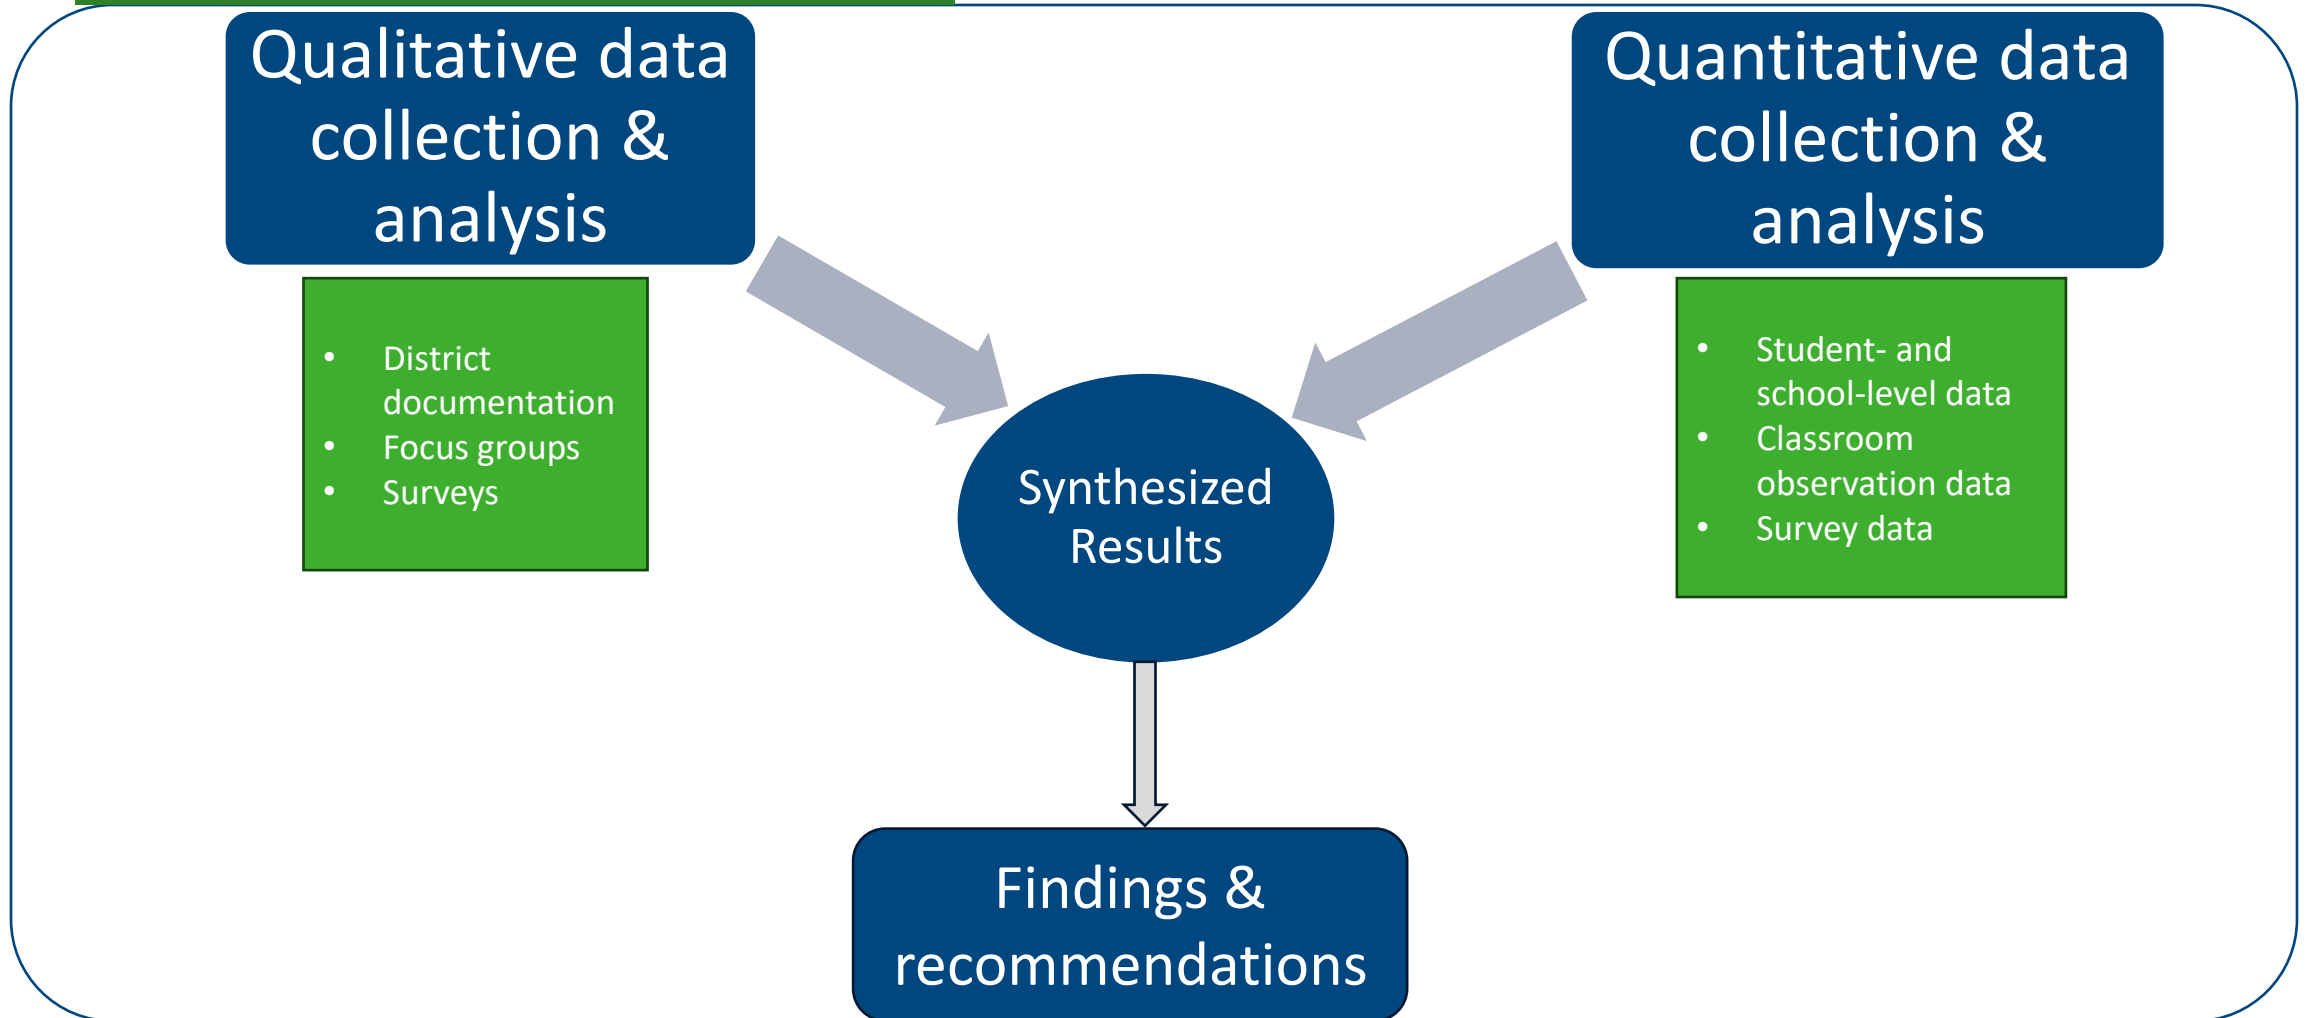 Qualitative data
collection &
analysis
• District
documentation
• Focus groups
• Surveys
Quantitative data
collection &
analysis
• Student- and
school-level data
• Classroom
observation data
• Survey data
Synthesized
Results
Findings &
recommendations